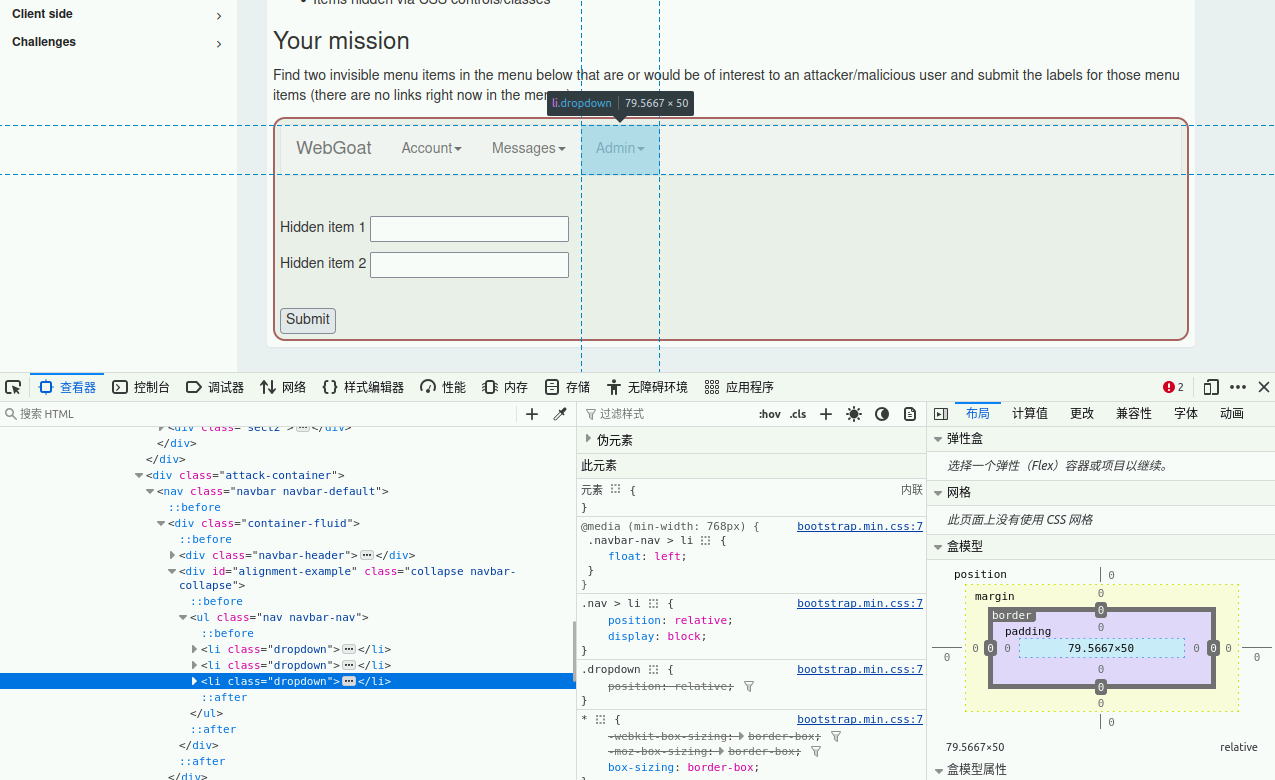 Client side
Items hidden via CSS controls/classes
Challenges
Your mission
Find two invisible menu items in the menu below that are or would be of interest to an attacker/malicious user and submit the labels for those menu
items (there are no links right now in the menu
li.dropdown 79.5667 × 50
WebGoat Account Messages Admin
Hidden item 1
Hidden item 2
Submit
查看器 控制台 调试器 网络 {} 样式编辑器 性能 内存 存储 无障碍环境 应用程序 2
搜索 HTML
过滤样式 :hov .cls
布局 计算值 更改 兼容性 字体 动画
<div class="sect2"></div>
</div>
</div>
<div class="attack-container">
<nav class="navbar navbar-default">
::before
<div class="container-fluid">
::before
<div class="navbar-header"></div>
<div id="alignment-example" class="collapse navbar-
collapse">
::before
<ul class="nav navbar-nav">
::before
<li class="dropdown"></li>
<li class="dropdown"></li>
<li class="dropdown"></li>
::after
</ul>
::after
</div>
::after
</div>
伪元素
此元素
元素 { 内联
}
@media (min-width: 768px) { bootstrap.min.css:7
.navbar-nav > li {
float: left;
}
}
.nav > li { bootstrap.min.css:7
position: relative;
display: block;
}
.dropdown { bootstrap.min.css:7
position: relative;
}
* { bootstrap.min.css:7
-webkit-box-sizing: border-box;
-moz-box-sizing: border-box;
box-sizing: border-box;
}
弹性盒
选择一个弹性（Flex）容器或项目以继续。
网格
此页面上没有使用 CSS 网格
盒模型
position 0
margin 0
border 0
padding 0
0 0 0 0 79.5667×50 0 0 0 0
0
0
0
0
79.5667×50 relative
盒模型属性